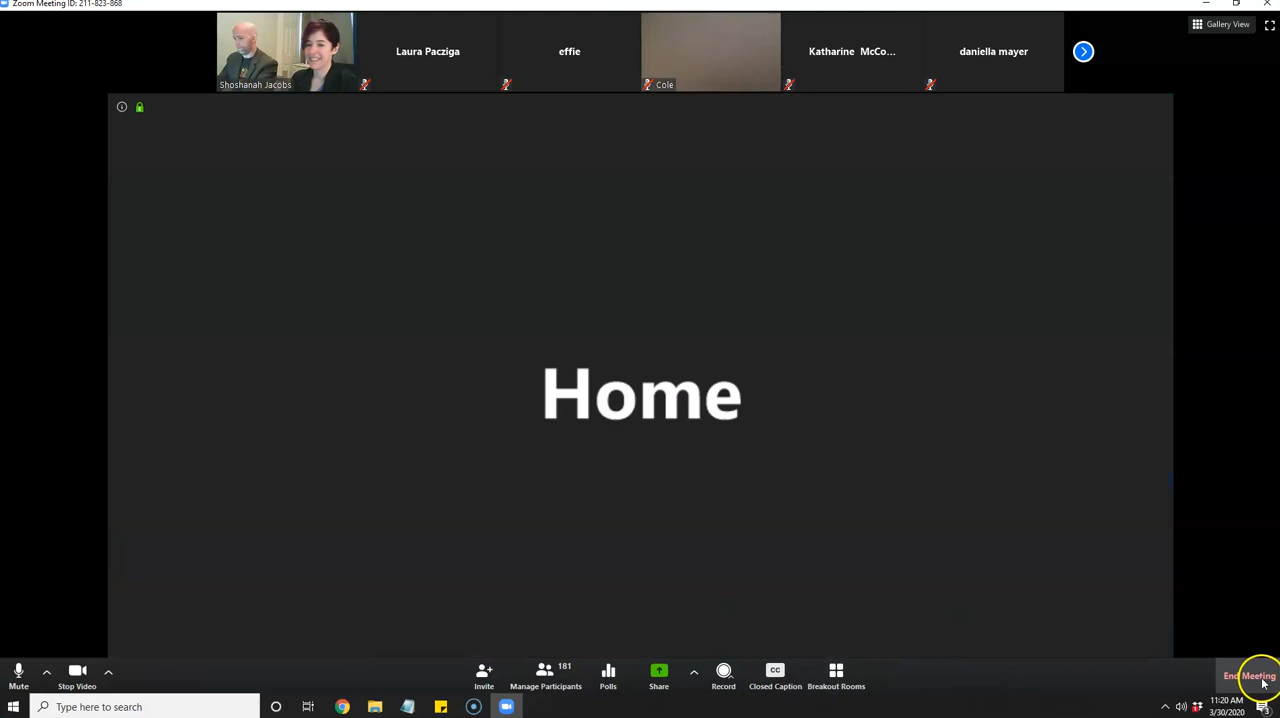 Zoom Meeting ID: 211-823-868
Gallery View
Shoshanah Jacobs
Laura Pacziga
effie
Cole
Katharine McCo...
daniella mayer
Home
Mute
Stop Video
Invite
181
Manage Participants
Polls
Share
Record
CC
Closed Caption
Breakout Rooms
End Meeting
Type here to search
11:20 AM
3/30/2020
3